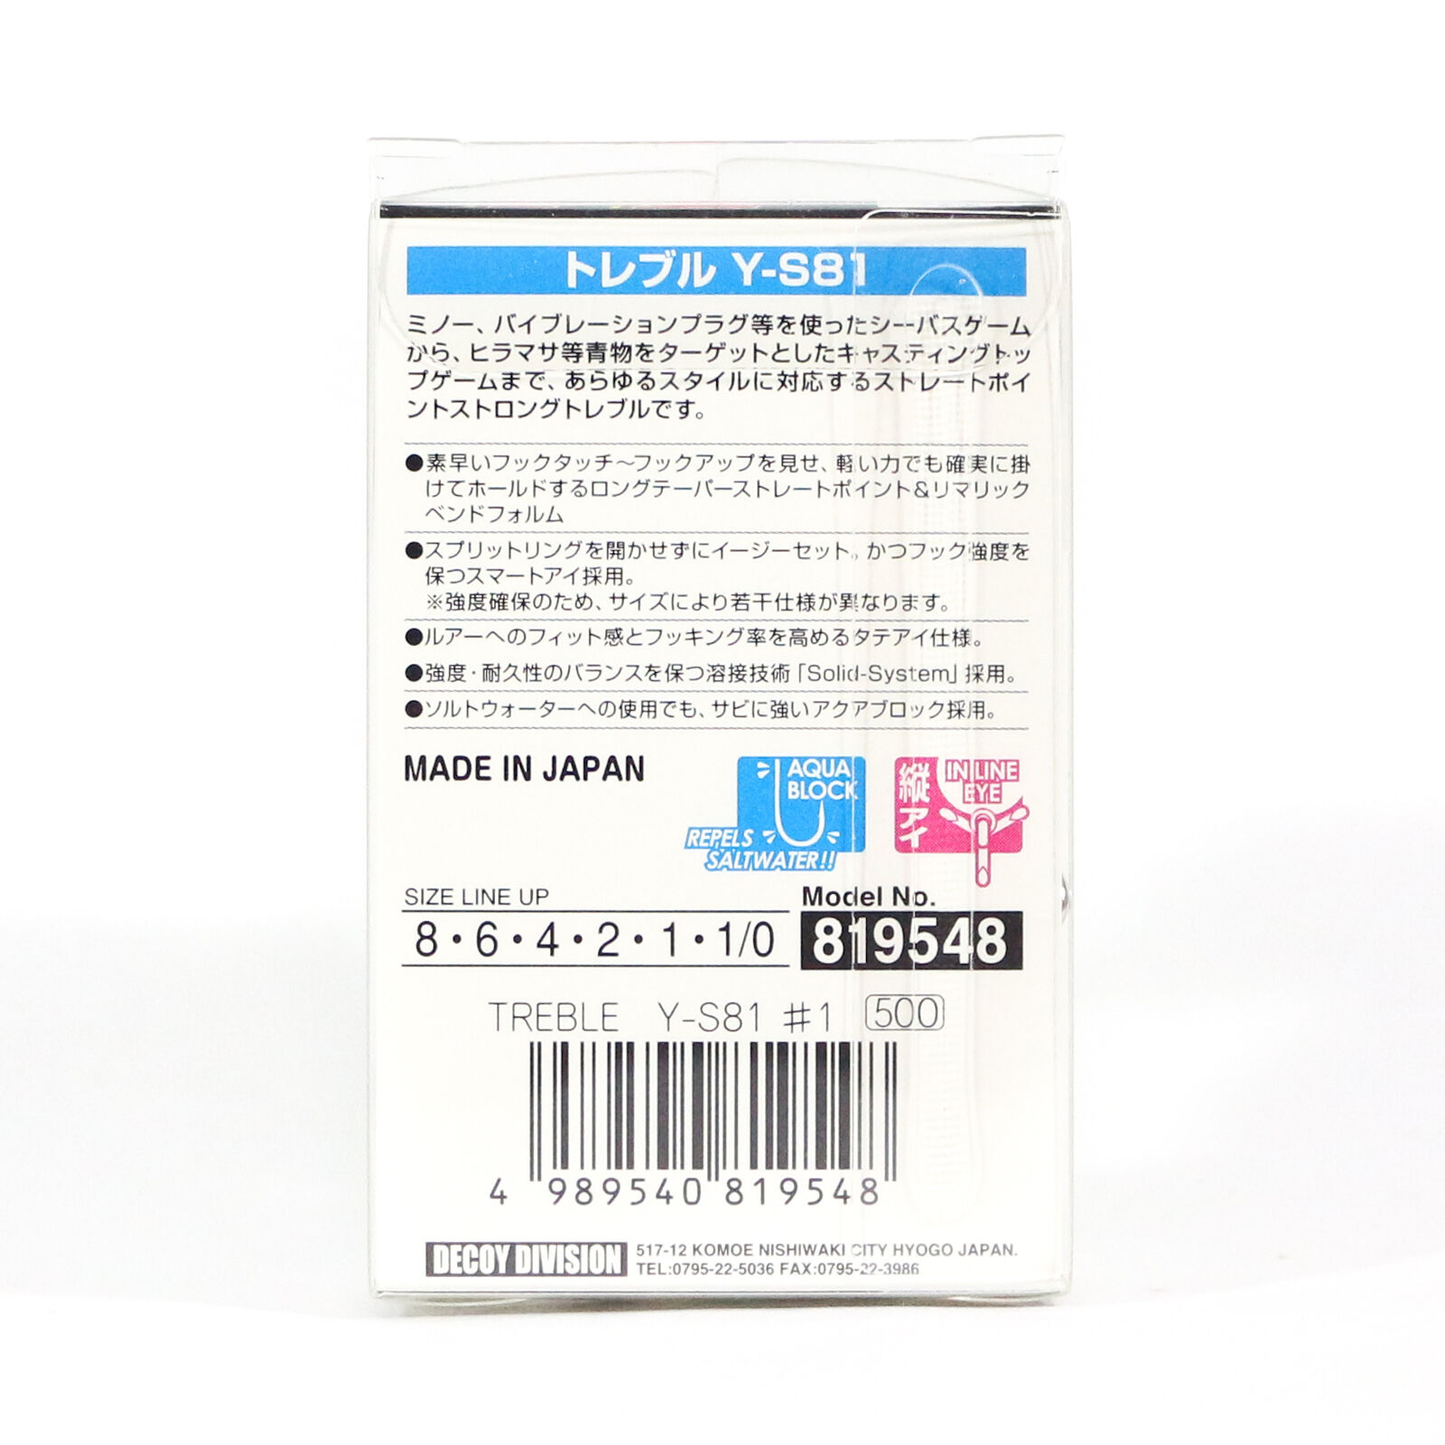 トレブル Y-S81
ミノー、バイブレーションプラグ等を使ったシーバスゲーム
から、ヒラマサ等青物をターゲットとしたキャスティングトッ
プゲームまで、あらゆるスタイルに対応するストレートポイ
ントストロングトレブルです。
●素早いフックタッチ〜フックアップを見せ、軽い力でも確実に掛
けてホールドするロングテーパーストレートポイント&リマリック
ベンドフォルム
●スプリットリングを開かせずにイージーセット。かつフック強度を
保つスマートアイ採用。
※強度確保のため、サイズにより若干仕様が異なります。
●ルアーへのフィット感とフッキング率を高めるタテアイ仕様。
●強度・耐久性のバランスを保つ溶接技術「Solid-System」採用。
●ソルトウォーターへの使用でも、サビに強いアクアブロック採用。
MADE IN JAPAN
AQUA
BLOCK
REPELS
SALTWATER!!
縦アイ
IN LINE
EYE
SIZE LINE UP
8・6・4・2・1・1/0
Model No.
819548
TREBLE Y-S81 #1 500
4 989540 819548
DECOY DIVISION
517-12 KOMOE NISHIWAKI CITY HYOGO JAPAN.
TEL:0795-22-5036 FAX:0795-22-3986